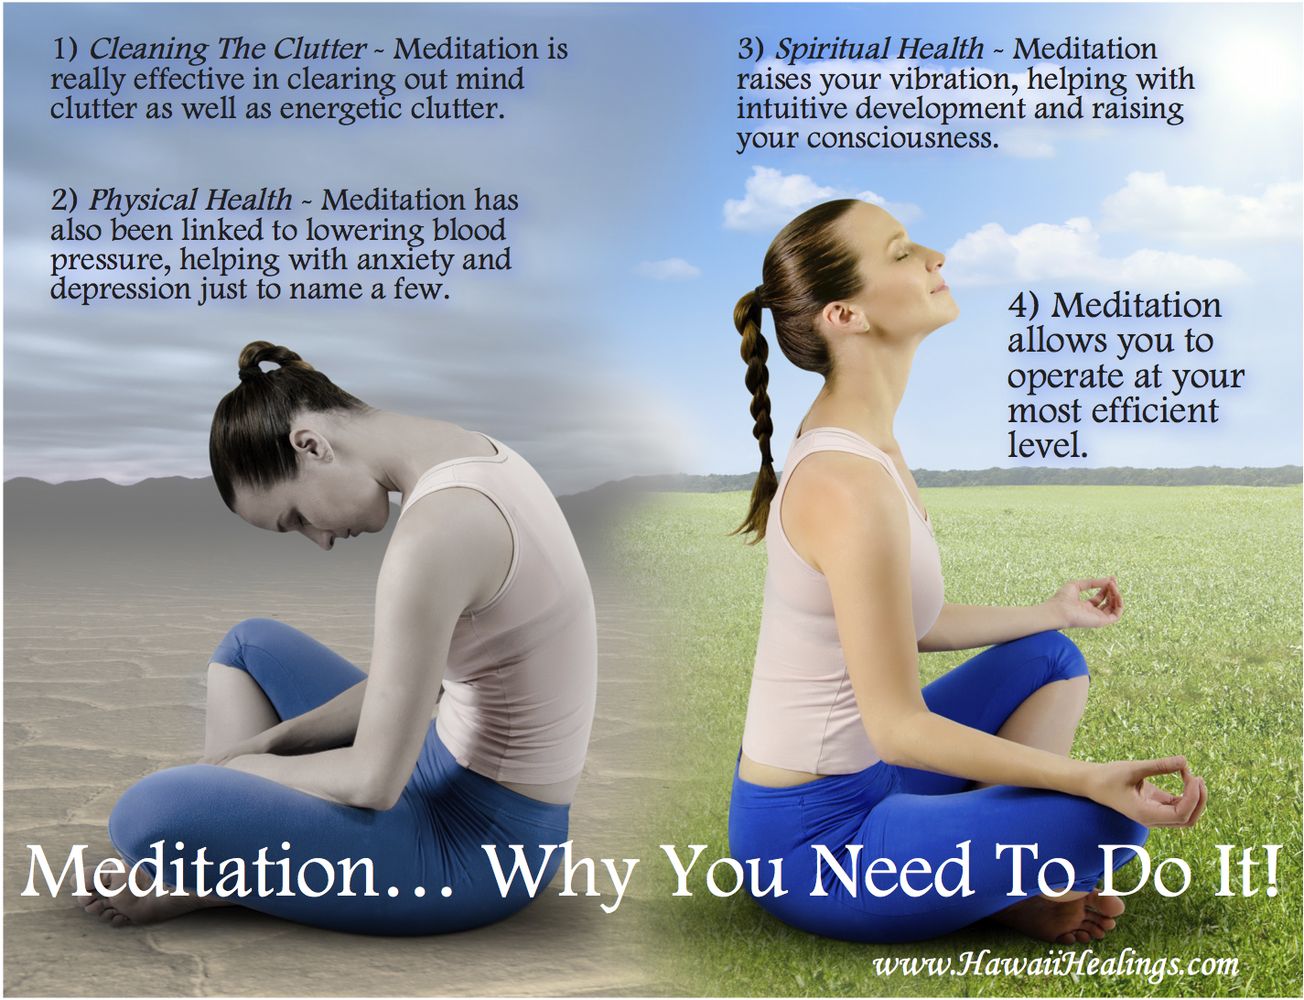 1) Cleaning The Clutter ~ Meditation is
really effective in clearing out mind
clutter as well as energetic clutter.
2) Physical Health ~ Meditation has
also been linked to lowering blood
pressure, helping with anxiety and
depression just to name a few.
3) Spiritual Health ~ Meditation
raises your vibration, helping with
intuitive development and raising
your consciousness.
4) Meditation
allows you to
operate at your
most efficient
level.
Meditation... Why You Need To Do It!
www.HawaiiHealings.com